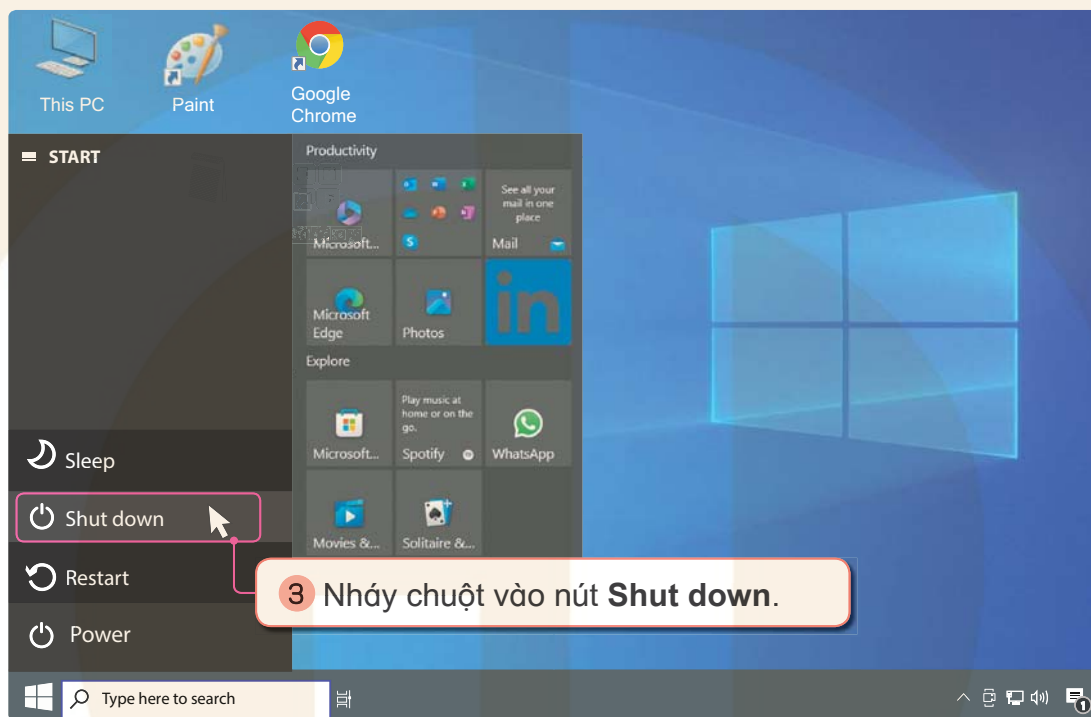 This PC
Paint
Google
Chrome
START
Productivity
Microsoft...
See all your
mail in one
place
Mail
Microsoft
Edge
Photos
in
Explore
Microsoft...
Play music at
home or on the
go.
Spotify
WhatsApp
Movies &...
Solitaire &...
Sleep
Shut down
Restart
Power
3 Nháy chuột vào nút Shut down.
Type here to search
1